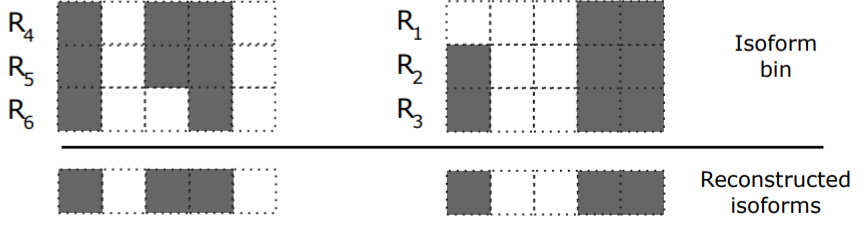 R4
R5
R6
R1
R2
R3
Isoform
bin
Reconstructed
isoforms